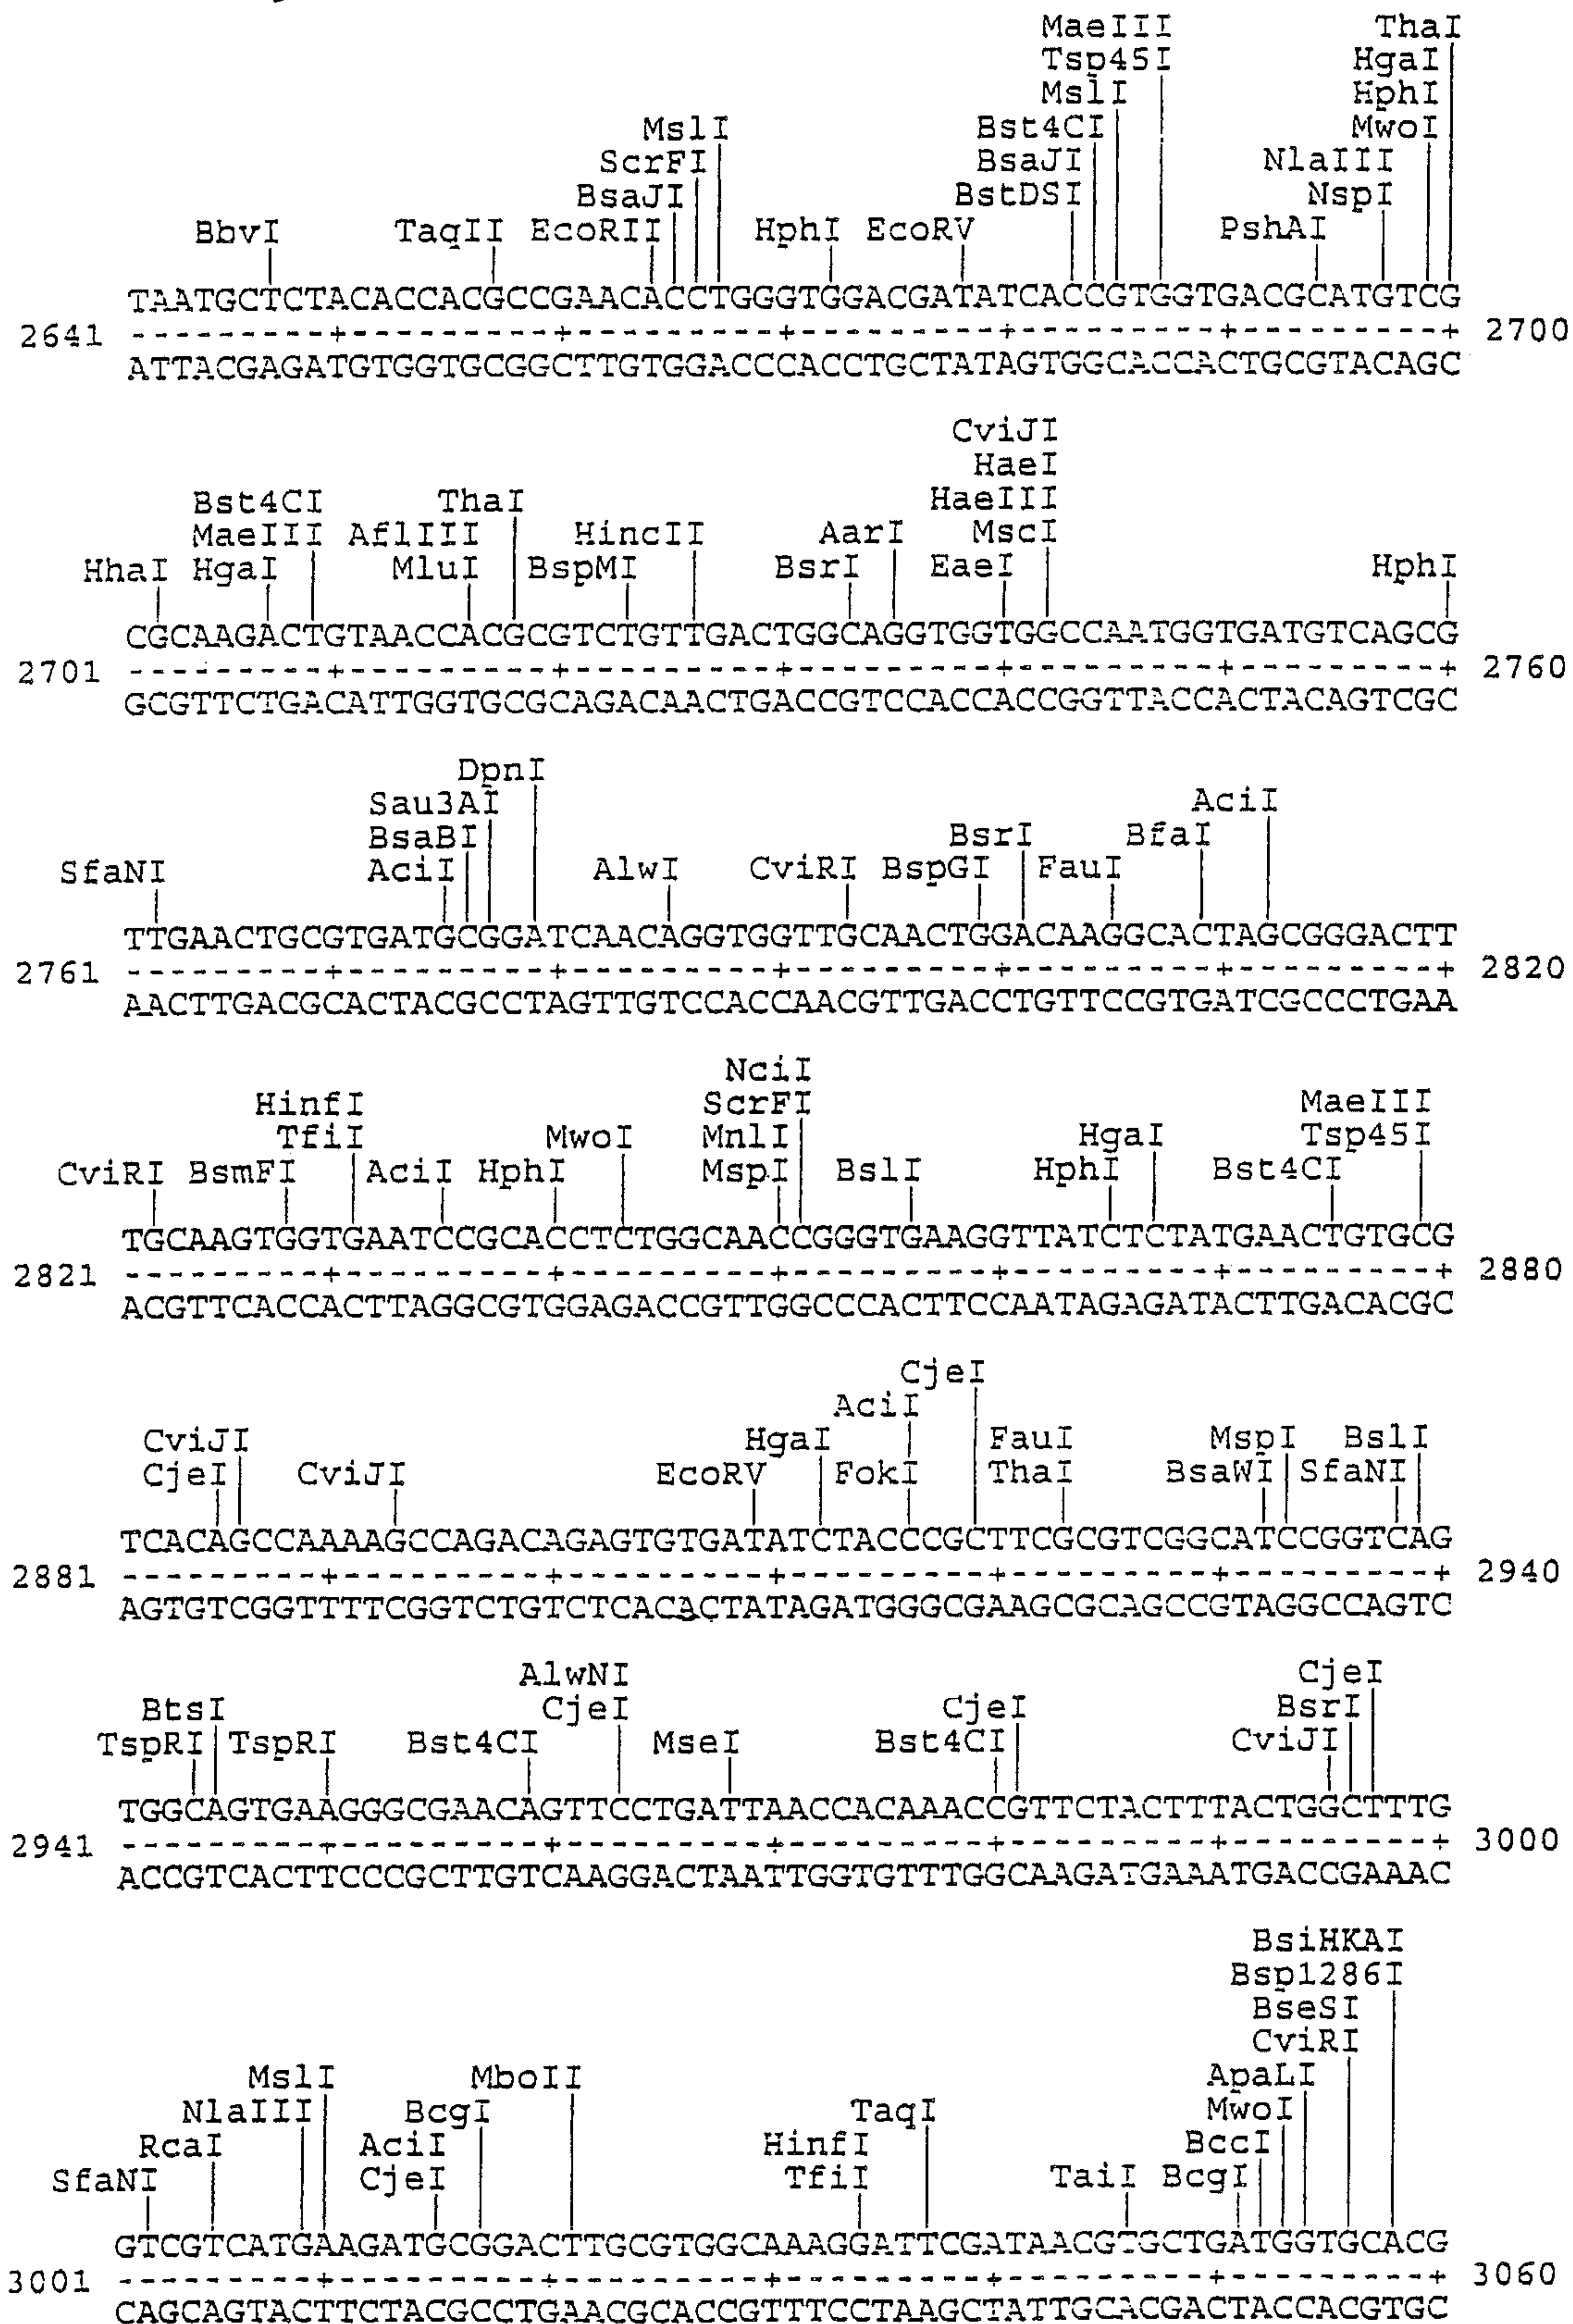 MaeIII ThaI
Tsp45I HgaI
MslI HphI
MslI Bst4CI MwoI
ScrFI BsaJI NlaIII
BsaJI BstDSI NspI
BbvI TaqII EcoRII HphI EcoRV PshAI
TAATGCTCTACACCACGCCGAACACCTGGGTGGACGATATCACCGTGGTGACGCATGTCG
2641 ---------+---------+---------+---------+---------+---------+ 2700
ATTACGAGATGTGGTGCGGCTTGTGGACCCACCTGCTATAGTGGCACCACTGCGTACAGC
CviJI
HaeI
Bst4CI ThaI HaeIII
MaeIII AflIII HincII AarI MscI
HhaI HgaI MluI BspMI BsrI EaeI HphI
CGCAAGACTGTAACCACGCGTCTGTTGACTGGCAGGTGGTGGCCAATGGTGATGTCAGCG
2701 ---------+---------+---------+---------+---------+---------+ 2760
GCGTTCTGACATTGGTGCGCAGACAACTGACCGTCCACCACCGGTTACCACTACAGTCGC
DpnI
Sau3AI AciI
BsaBI BsrI BfaI
SfaNI AciI AlwI CviRI BspGI FauI
TTGAACTGCGTGATGCGGATCAACAGGTGGTTGCAACTGGACAAGGCACTAGCGGGACTT
2761 ---------+---------+---------+---------+---------+---------+ 2820
AACTTGACGCACTACGCCTAGTTGTCCACCAACGTTGACCTGTTCCGTGATCGCCCTGAA
NciI
HinfI ScrFI MaeIII
TfiI MwoI MnlI HgaI Tsp45I
CviRI BsmFI AciI HphI MspI BslI HphI Bst4CI
TGCAAGTGGTGAATCCGCACCTCTGGCAACCGGGTGAAGGTTATCTCTATGAACTGTGCG
2821 ---------+---------+---------+---------+---------+---------+ 2880
ACGTTCACCACTTAGGCGTGGAGACCGTTGGCCCACTTCCAATAGAGATACTTGACACGC
CjeI
AciI
CviJI HgaI FauI MspI BslI
CjeI CviJI EcoRV FokI ThaI BsaWI SfaNI
TCACAGCCAAAAGCCAGACAGAGTGTGATATCTACCCGCTTCGCGTCGGCATCCGGTCAG
2881 ---------+---------+---------+---------+---------+---------+ 2940
AGTGTCGGTTTTCGGTCTGTCTCACACTATAGATGGGCGAAGCGCAGCCGTAGGCCAGTC
AlwNI CjeI
BtsI CjeI CjeI BsrI
TspRI TspRI Bst4CI MseI Bst4CI CviJI
TGGCAGTGAAGGGCGAACAGTTCCTGATTAACCACAAACCGTTCTACTTTACTGGCTTTG
2941 ---------+---------+---------+---------+---------+---------+ 3000
ACCGTCACTTCCCGCTTGTCAAGGACTAATTGGTGTTTGGCAAGATGAAATGACCGAAAC
BsiHKAI
Bsp1286I
BseSI
CviRI
MslI MboII ApaLI
NlaIII BcgI TaqI MwoI
RcaI AciI HinfI BccI
SfaNI CjeI TfiI TaiI BcgI
GTCGTCATGAAGATGCGGACTTGCGTGGCAAAGGATTCGATAACGTGCTGATGGTGCACG
3001 ---------+---------+---------+---------+---------+---------+ 3060
CAGCAGTACTTCTACGCCTGAACGCACCGTTTCCTAAGCTATTGCACGACTACCACGTGC